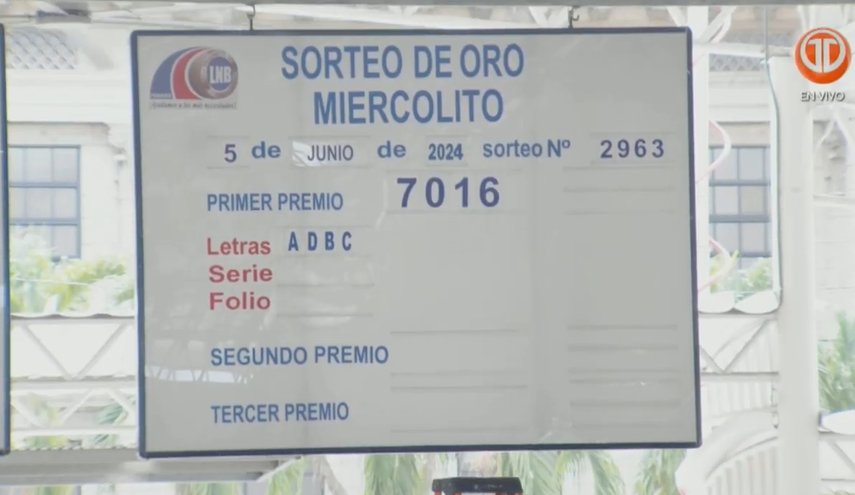 LNB
SORTEO DE ORO
MIERCOLITO
5 de JUNIO de 2024 sorteo Nº 2963
PRIMER PREMIO 7016
Letras ADBC
Serie
Folio
SEGUNDO PREMIO
TERCER PREMIO
EN VIVO